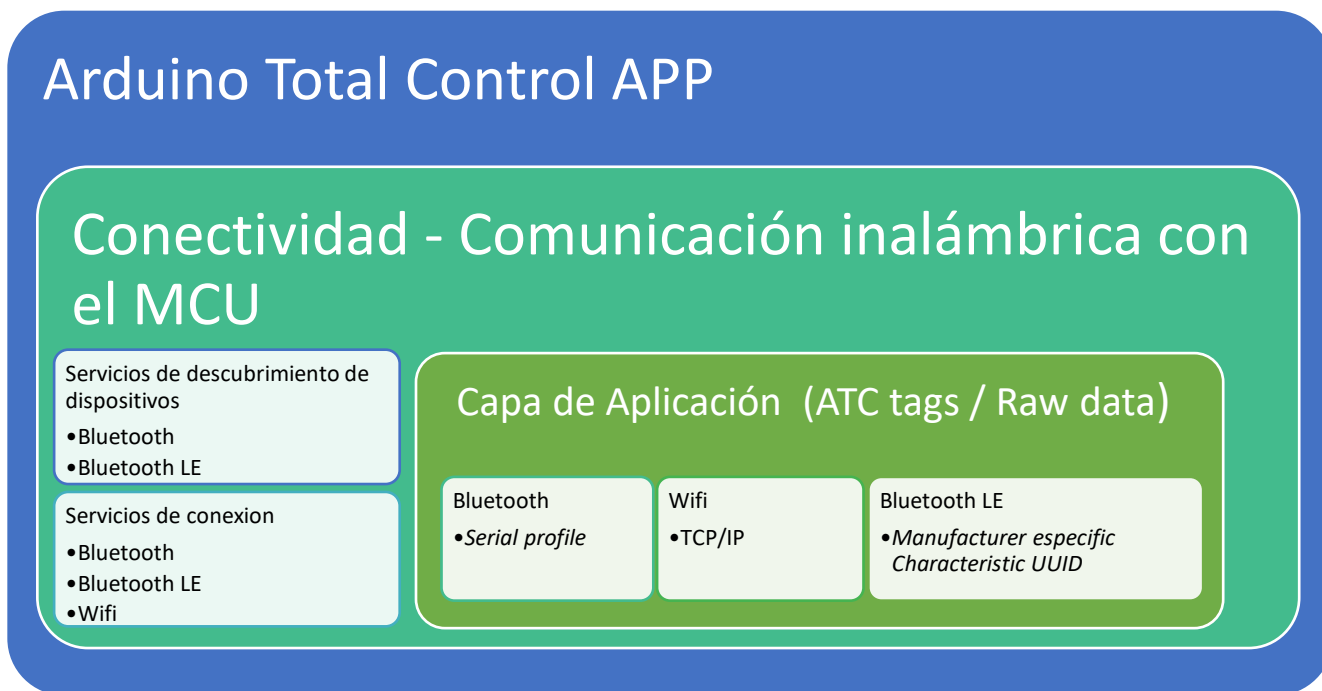 Arduino Total Control APP
Conectividad - Comunicación inalámbrica con
el MCU
Servicios de descubrimiento de
dispositivos
•Bluetooth
•Bluetooth LE
Servicios de conexion
•Bluetooth
•Bluetooth LE
•Wifi
Capa de Aplicación (ATC tags / Raw data)
Bluetooth
•Serial profile
Wifi
•TCP/IP
Bluetooth LE
•Manufacturer especific
Characteristic UUID